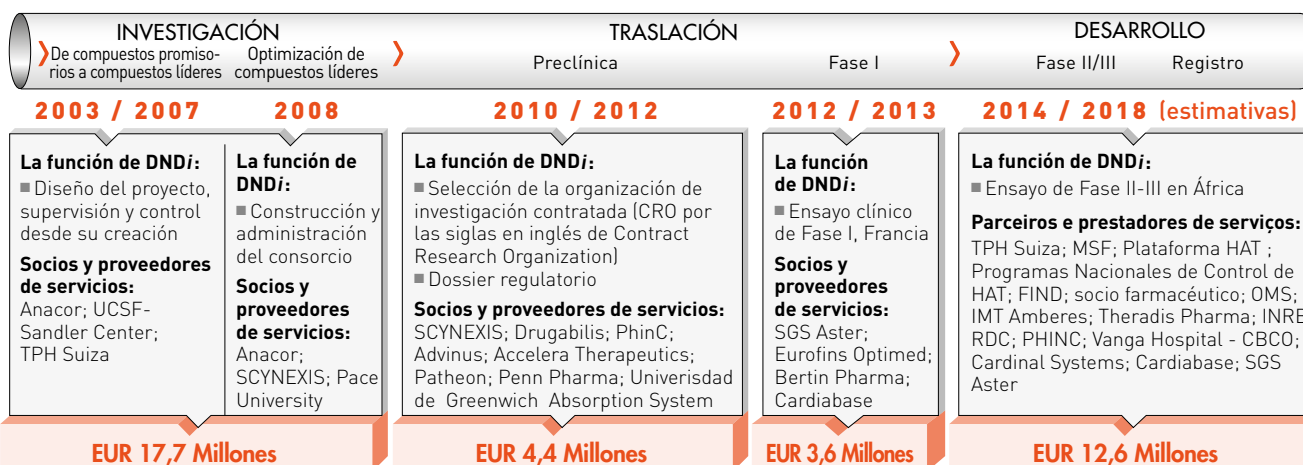 INVESTIGACIÓN
De compuestos promiso-
rios a compuestos líderes
Optimización de
compuestos líderes
TRASLACIÓN
Preclínica
Fase I
DESARROLLO
Fase II/III
Registro
2003 / 2007
La función de DNDi:
■ Diseño del proyecto,
supervisión y control
desde su creación
Socios y proveedores
de servicios:
Anacor; UCSF-
Sandler Center;
TPH Suiza
2008
La función de
DNDi:
■ Construcción y
administración
del consorcio
Socios y
proveedores
de servicios:
Anacor;
SCYNEXIS; Pace
University
EUR 17,7 Millones
2010 / 2012
La función de DNDi:
■ Selección de la organización de
investigación contratada (CRO por
las siglas en inglés de Contract
Research Organization)
■ Dossier regulatorio
Socios y proveedores de servicios:
SCYNEXIS; Drugabilis; PhinC;
Advinus; Accelera Therapeutics;
Patheon; Penn Pharma; Univerisdad
de Greenwich Absorption System
EUR 4,4 Millones
2012 / 2013
La función
de DNDi:
■ Ensayo clínico
de Fase I, Francia
Socios y
proveedores
de servicios:
SGS Aster;
Eurofins Optimed;
Bertin Pharma;
Cardiabase
EUR 3,6 Millones
2014 / 2018 (estimativas)
La función de DNDi:
■ Ensayo de Fase II-III en África
Parceiros e prestadores de serviços:
TPH Suiza; MSF; Plataforma HAT ;
Programas Nacionales de Control de
HAT; FIND; socio farmacéutico; OMS;
IMT Amberes; Theradis Pharma; INRB
RDC; PHINC; Vanga Hospital - CBCO;
Cardinal Systems; Cardiabase; SGS
Aster
EUR 12,6 Millones